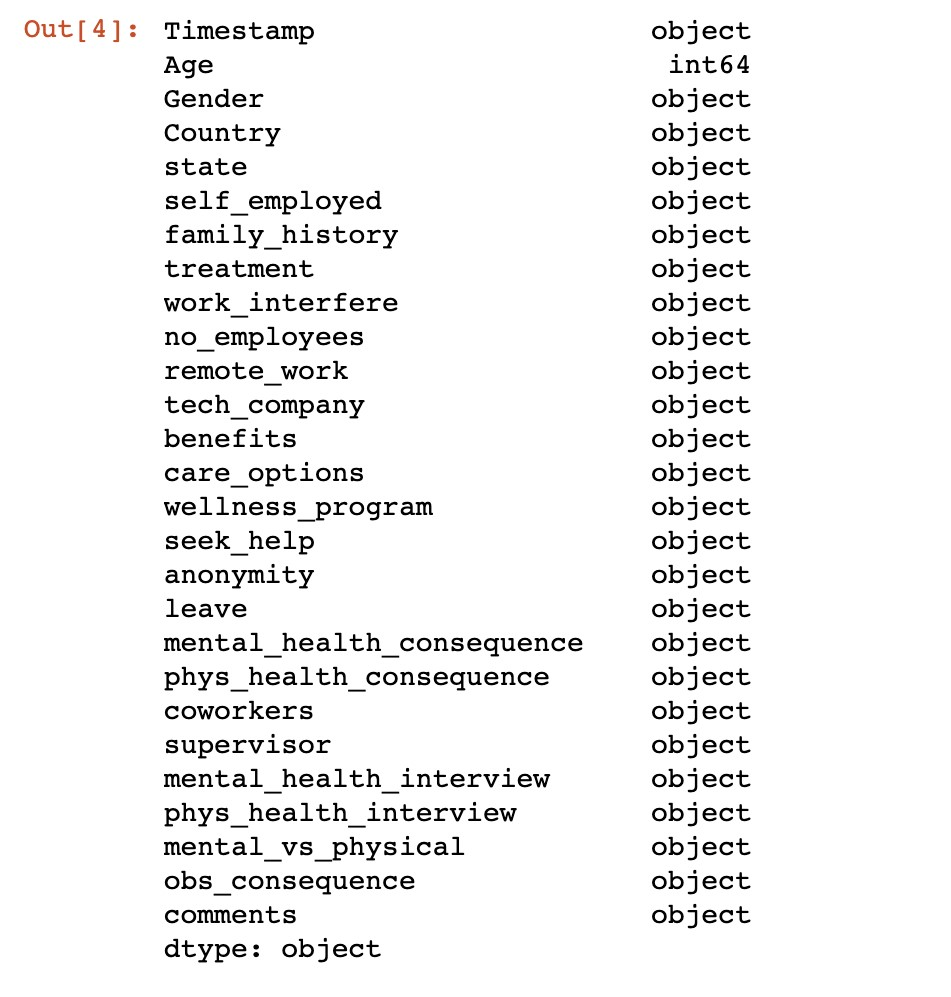 Out[4]: Timestamp object
Age int64
Gender object
Country object
state object
self_employed object
family_history object
treatment object
work_interfere object
no_employees object
remote_work object
tech_company object
benefits object
care_options object
wellness_program object
seek_help object
anonymity object
leave object
mental_health_consequence object
phys_health_consequence object
coworkers object
supervisor object
mental_health_interview object
phys_health_interview object
mental_vs_physical object
obs_consequence object
comments object
dtype: object